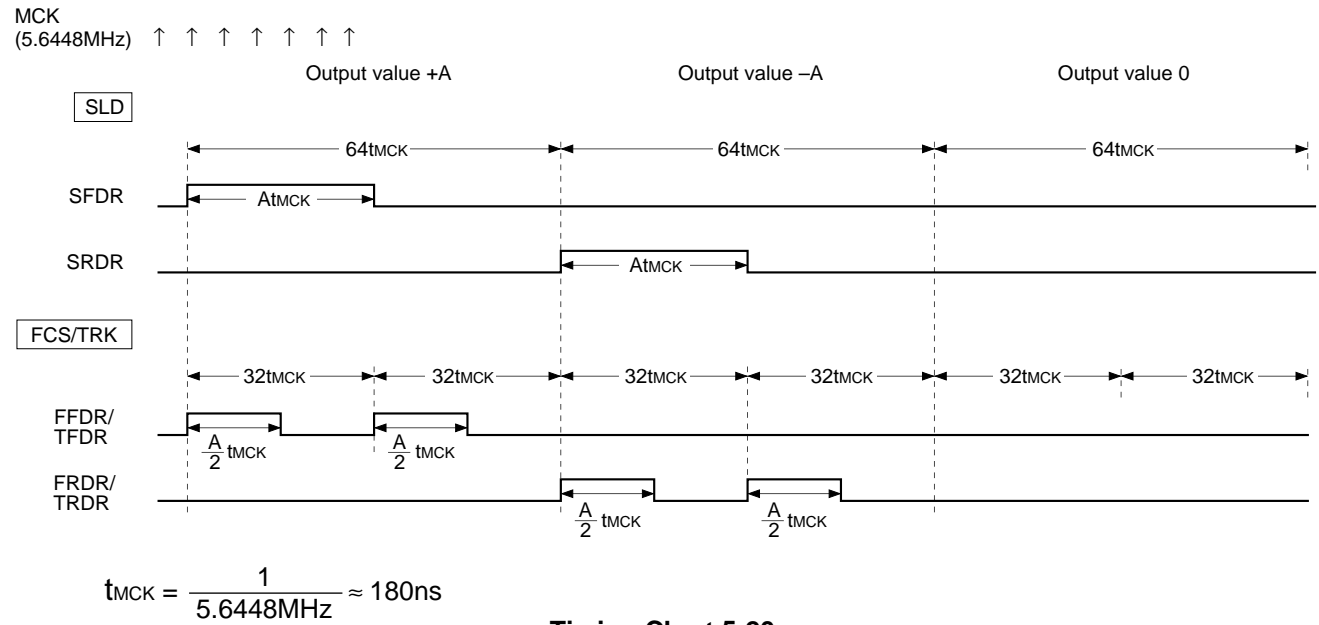 MCK
(5.6448MHz) ↑ ↑ ↑ ↑ ↑ ↑ ↑
Output value +A Output value –A Output value 0
SLD
64tMCK 64tMCK 64tMCK
SFDR
AtMCK
SRDR
AtMCK
FCS/TRK
32tMCK 32tMCK 32tMCK 32tMCK 32tMCK 32tMCK
FFDR/
TFDR
A/2 tMCK A/2 tMCK
FRDR/
TRDR
A/2 tMCK A/2 tMCK
tMCK = 1/5.6448MHz ≈ 180ns